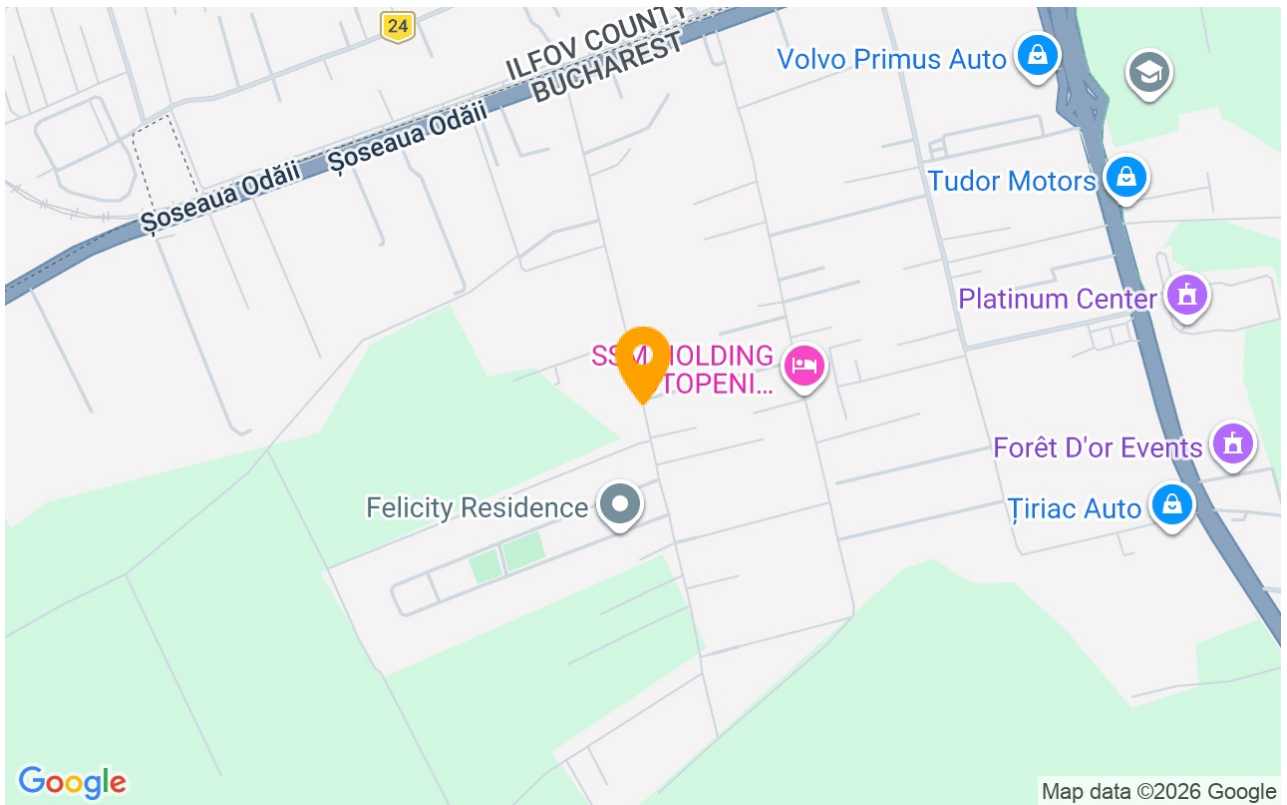 24
ILFOV COUNTY
BUCHAREST
Volvo Primus Auto
Șoseaua Odăii
Șoseaua Odăii
Tudor Motors
Platinum Center
HOLDING
TOPENI...
Forêt D'or Events
Felicity Residence
Țiriac Auto
Google
Map data ©2026 Google